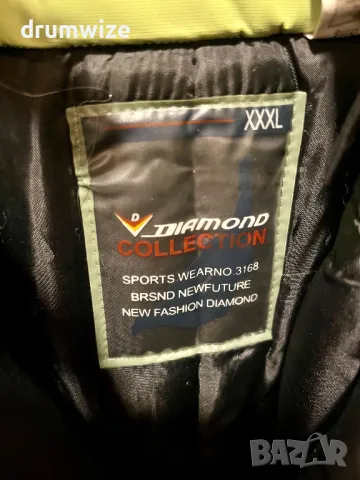 drumwize
XXXL
D
DIAMOND
COLLECTION
SPORTS WEARNO.3168
BRSND NEWFUTURE
NEW FASHION DIAMOND
BAZAR